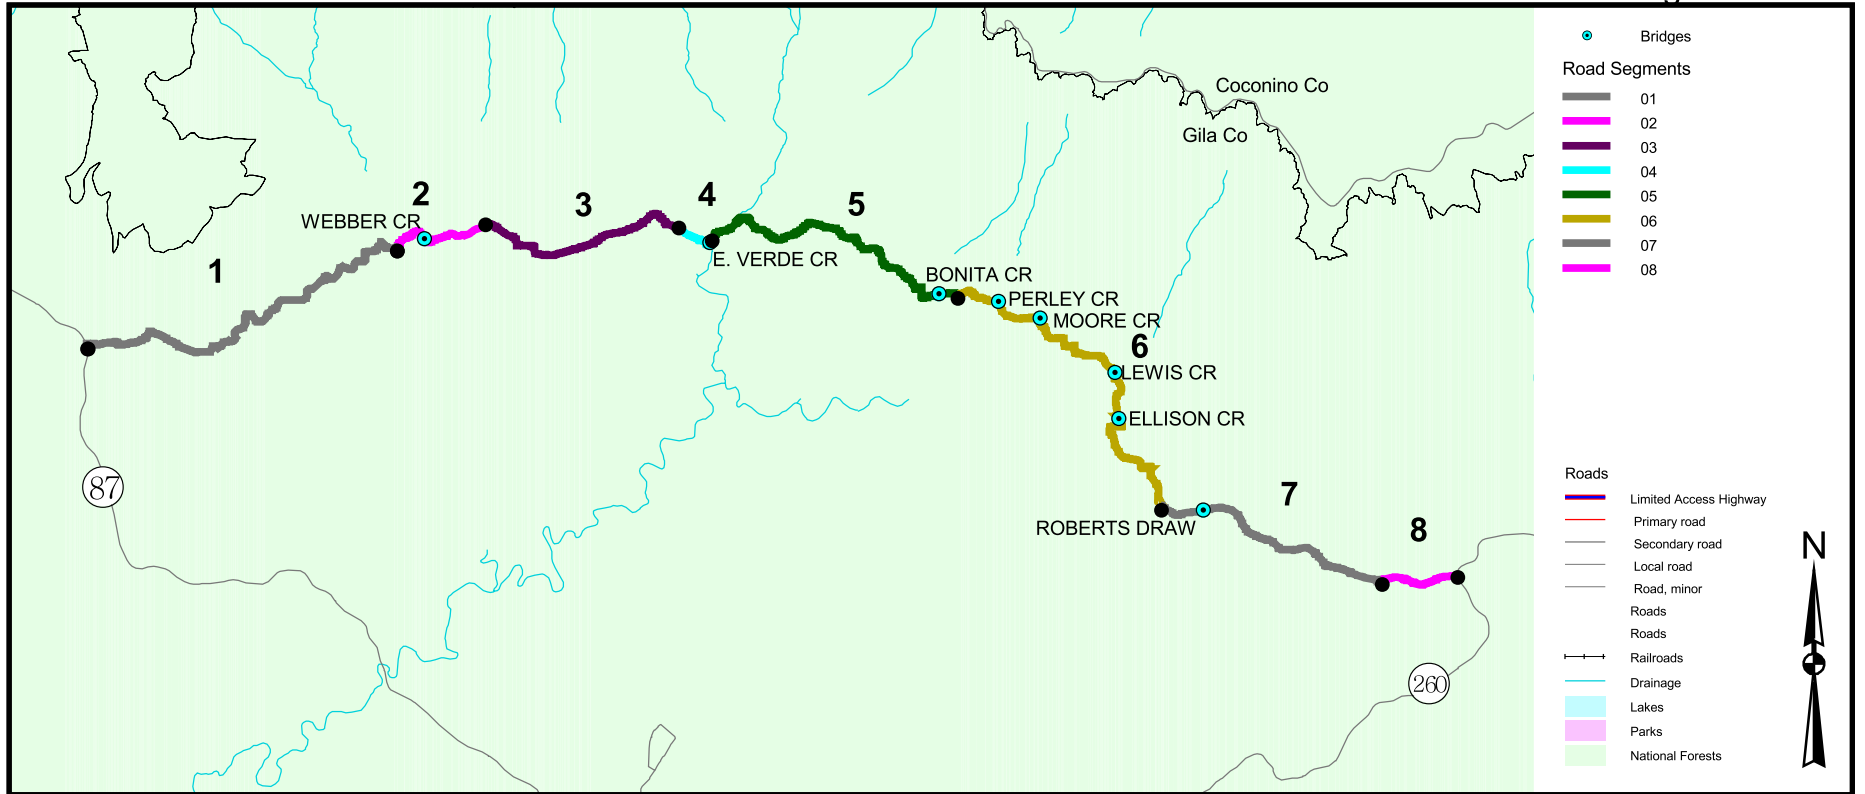 Bridges
Coconino Co
Road Segments
01
02
Gila Co
03
04
2
3
4
5
05
WEBBER CR
06
07
E. VERDE CR
08
1
BONITA CR
PERLEY CR
MOORE CR
6
LEWIS CR
ELLISON CR
87
7
ROBERTS DRAW
8
260
Roads
Limited Access Highway
Primary road
Secondary road
Local road
Road, minor
Roads
Roads
Railroads
Drainage
Lakes
Parks
National Forests
N